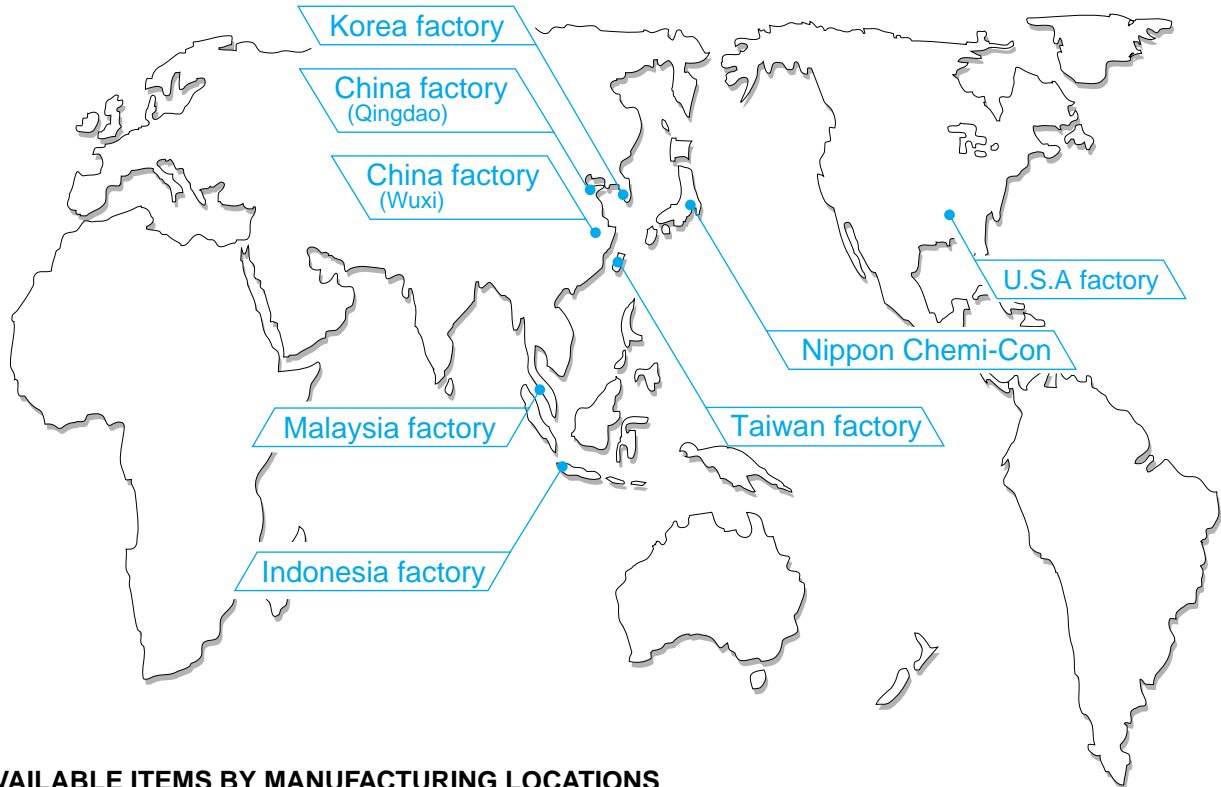 Korea factory
China factory
(Qingdao)
China factory
(Wuxi)
U.S.A factory
Nippon Chemi-Con
Malaysia factory
Taiwan factory
Indonesia factory
VAILABLE ITEMS BY MANUFACTURING LOCATIONS